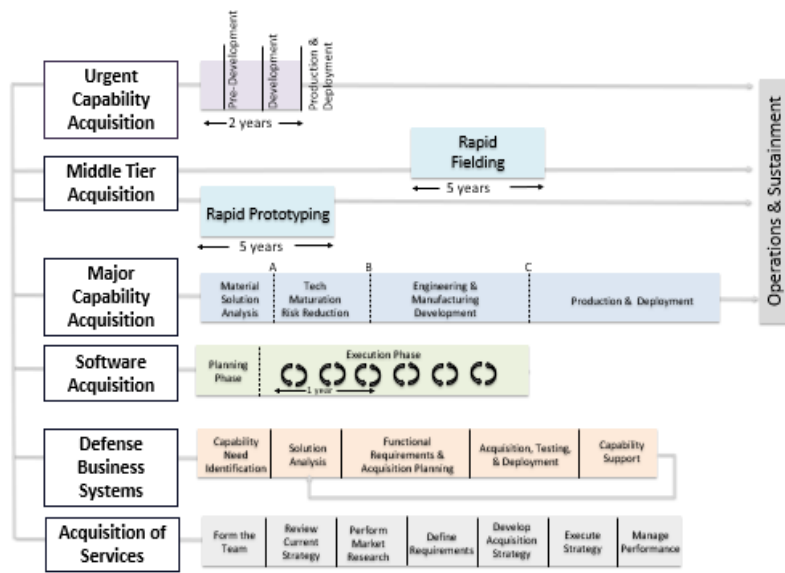 Urgent
Capability
Acquisition
Pre-Development
Development
Production &
Deployment
2 years
Middle Tier
Acquisition
Rapid
Fielding
5 years
Rapid Prototyping
5 years
Operations & Sustainment
Major
Capability
Acquisition
A
B
C
Material
Solution
Analysis
Tech
Maturation
Risk Reduction
Engineering &
Manufacturing
Development
Production & Deployment
Software
Acquisition
Planning
Phase
Execution Phase
1 year
Defense
Business
Systems
Capability
Need
Identification
Solution
Analysis
Functional
Requirements &
Acquisition Planning
Acquisition, Testing,
& Deployment
Capability
Support
Acquisition of
Services
Form the
Team
Review
Current
Strategy
Perform
Market
Research
Define
Requirements
Develop
Acquisition
Strategy
Execute
Strategy
Manage
Performance